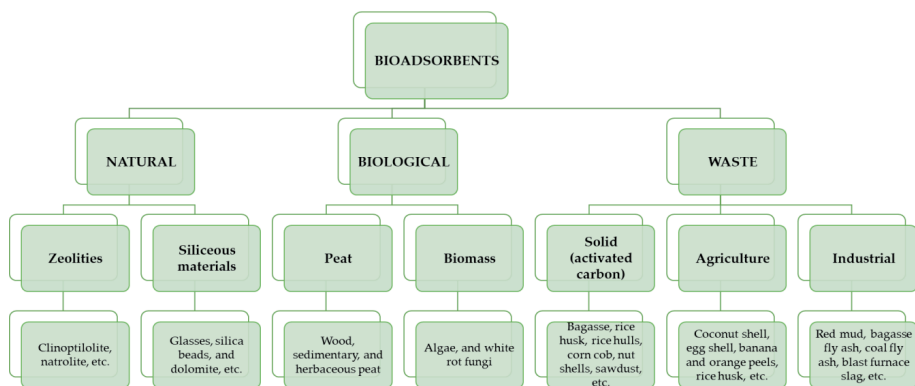 BIOADSORBENTS
NATURAL
BIOLOGICAL
WASTE
Zeolities
Siliceous
materials
Peat
Biomass
Solid
(activated
carbon)
Agriculture
Industrial
Clinoptilolite,
natrolite, etc.
Glasses, silica
beads, and
dolomite, etc.
Wood,
sedimentary,
and
herbaceous peat
Algae, and white
rot fungi
Bagasse, rice
husk, rice hulls,
corn cob, nut
shells, sawdust,
etc.
Coconut shell,
egg shell, banana
and orange peels,
rice husk, etc.
Red mud, bagasse
fly ash, coal fly
ash, blast furnace
slag, etc.